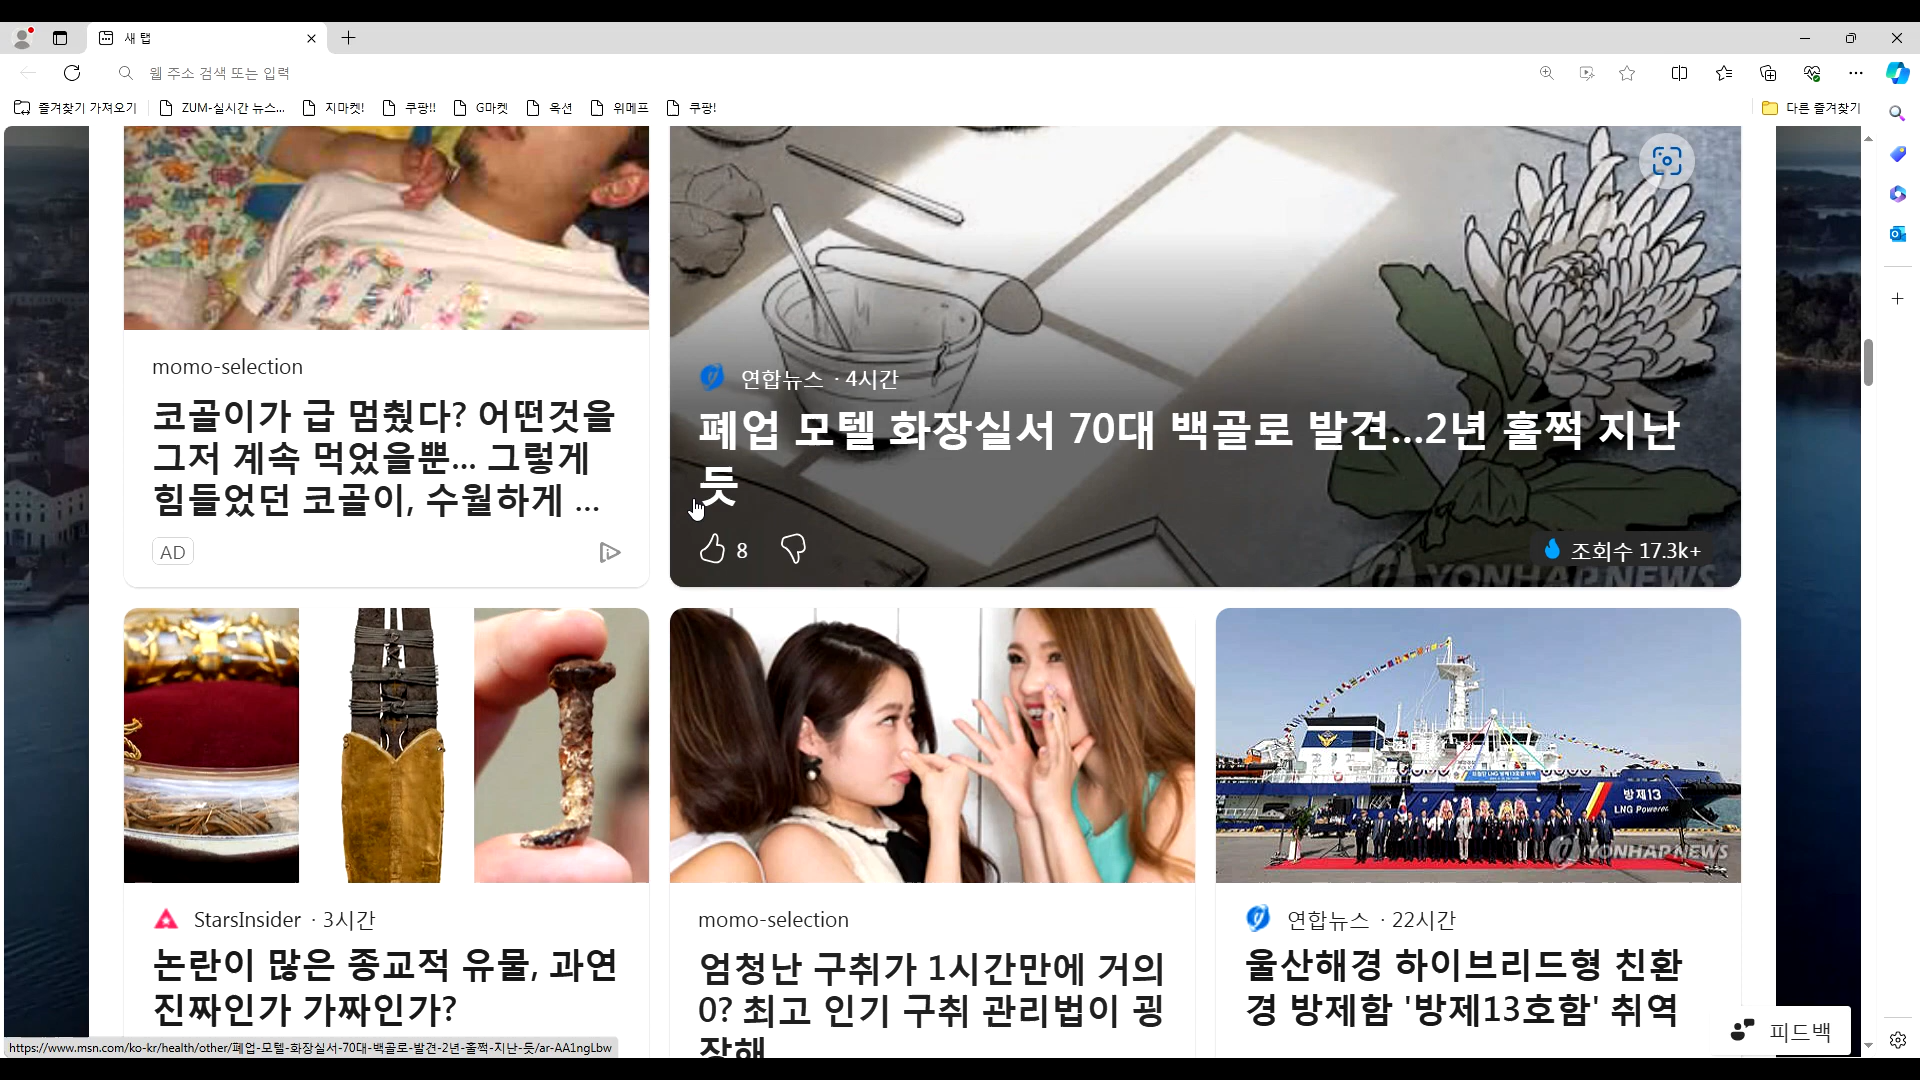 새 탭
웹 주소 검색 또는 입력
즐겨찾기 가져오기 ZUM-실시간 뉴스... 지마켓! 쿠팡!! G마켓 옥션 위메프 쿠팡! 다른 즐겨찾기
momo-selection
코골이가 급 멈췄다? 어떤것을
그저 계속 먹었을뿐... 그렇게
힘들었던 코골이, 수월하게 ...
AD
연합뉴스 · 4시간
폐업 모텔 화장실서 70대 백골로 발견...2년 훌쩍 지난
듯
8
조회수 17.3k+
YONHAP NEWS
StarsInsider · 3시간
논란이 많은 종교적 유물, 과연
진짜인가 가짜인가?
momo-selection
엄청난 구취가 1시간만에 거의
0? 최고 인기 구취 관리법이 굉
장해
방제13
LNG Powered
YONHAP NEWS
연합뉴스 · 22시간
울산해경 하이브리드형 친환
경 방제함 '방제13호함' 취역
피드백
https://www.msn.com/ko-kr/health/other/폐업-모텔-화장실서-70대-백골로-발견-2년-훌쩍-지난-듯/ar-AA1ngLbw